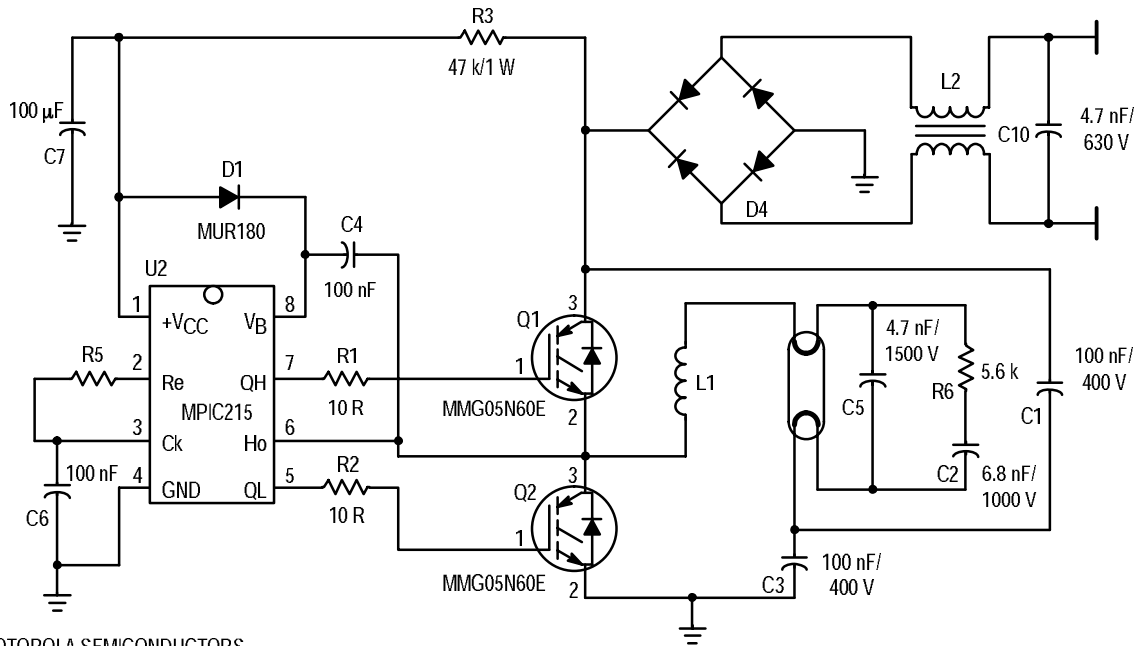 R3
47 k/1 W
100 μF
C7
L2
C10
4.7 nF/
630 V
D1
MUR180
C4
100 nF
D4
U2
1
+VCC
VB
8
2
Re
QH
7
MPIC215
3
Ck
Ho
6
4
GND
QL
5
R5
R1
10 R
R2
10 R
100 nF
C6
Q1
3
1
2
MMG05N60E
Q2
3
1
2
MMG05N60E
L1
4.7 nF/
1500 V
C5
R6
5.6 k
C2
6.8 nF/
1000 V
100 nF/
400 V
C1
C3
100 nF/
400 V
MOTOROLA SEMICONDUCTORS